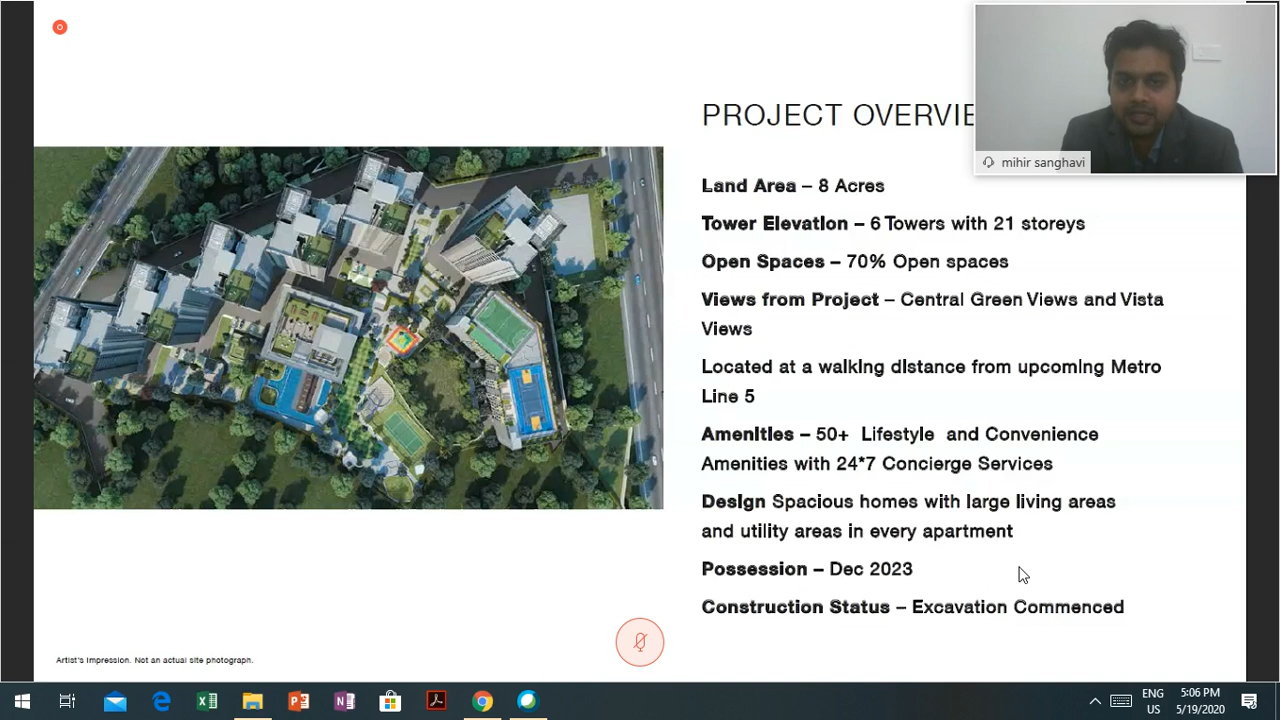 PROJECT OVERVIE
mihir sanghavi
Land Area – 8 Acres
Tower Elevation – 6 Towers with 21 storeys
Open Spaces – 70% Open spaces
Views from Project – Central Green Views and Vista
Views
Located at a walking distance from upcoming Metro
Line 5
Amenities – 50+ Lifestyle and Convenience
Amenities with 24*7 Concierge Services
Design Spacious homes with large living areas
and utility areas in every apartment
Possession – Dec 2023
Construction Status – Excavation Commenced
Artist's Impression. Not an actual site photograph.
ENG
US
5:06 PM
5/19/2020